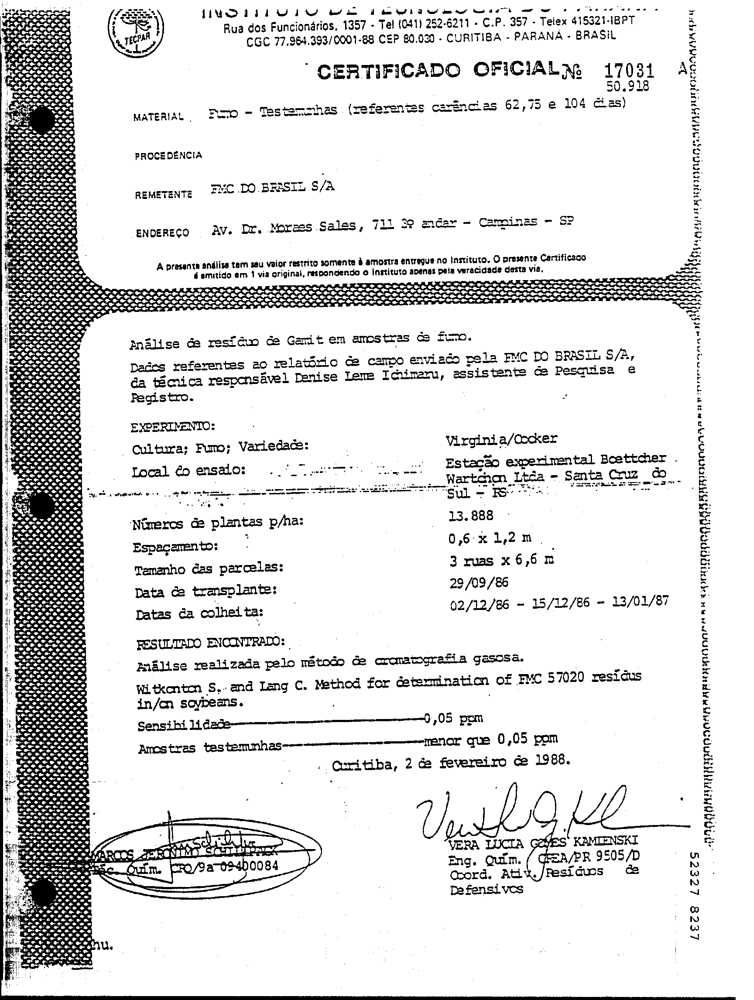 TECPAR
Rua dos Funcionários, 1357 - Tel (041) 252-6211 - C.P. 357 - Telex 415321-IBPT
CGC 77.964.393/0001-88 CEP 80.030 - CURITIBA - PARANÁ - BRASIL
CERTIFICADO OFICIAL Nº 17031 A
50.918
MATERIAL Fumo - Testemunhas (referentes carências 62,75 e 104 dias)
PROCEDÊNCIA
REMETENTE FMC DO BRASIL S/A
ENDEREÇO Av. Dr. Moraes Sales, 711 3º andar - Campinas - SP
A presente análise tem seu valor restrito somente à amostra entregue no Instituto. O presente Certificado
é emitido em 1 via original, respondendo o Instituto apenas pela veracidade desta via.
Análise de resíduo de Gamit em amostras de fumo.
Dados referentes ao relatório de campo enviado pela FMC DO BRASIL S/A,
da técnica responsável Denise Leme Ichimaru, assistente de Pesquisa e
Registro.
EXPERIMENTO:
Cultura; Fumo; Variedade: Virginia/Cocker
Local do ensaio: Estação experimental Boettcher
Wartchon Ltda - Santa Cruz do
Sul - RS
Números de plantas p/ha: 13.888
Espaçamento: 0,6 x 1,2 m
Tamanho das parcelas: 3 ruas x 6,6 m
Data de transplante: 29/09/86
Datas da colheita: 02/12/86 - 15/12/86 - 13/01/87
RESULTADO ENCONTRADO:
Análise realizada pelo método de cromatografia gasosa.
Witkonton S. and Lang C. Method for determination of FMC 57020 residus
in/on soybeans.
Sensibilidade 0,05 ppm
Amostras testemunhas menor que 0,05 ppm
Curitiba, 2 de fevereiro de 1988.
MARCOS JERONIMO
Téc. Quím. CRQ/9a 09400084
VERA LUCIA GOMES KAMIENSKI
Eng. Quím. CREA/PR 9505/D
Coord. Ativ. Resíduos de
Defensivos
52327 8237
hu.